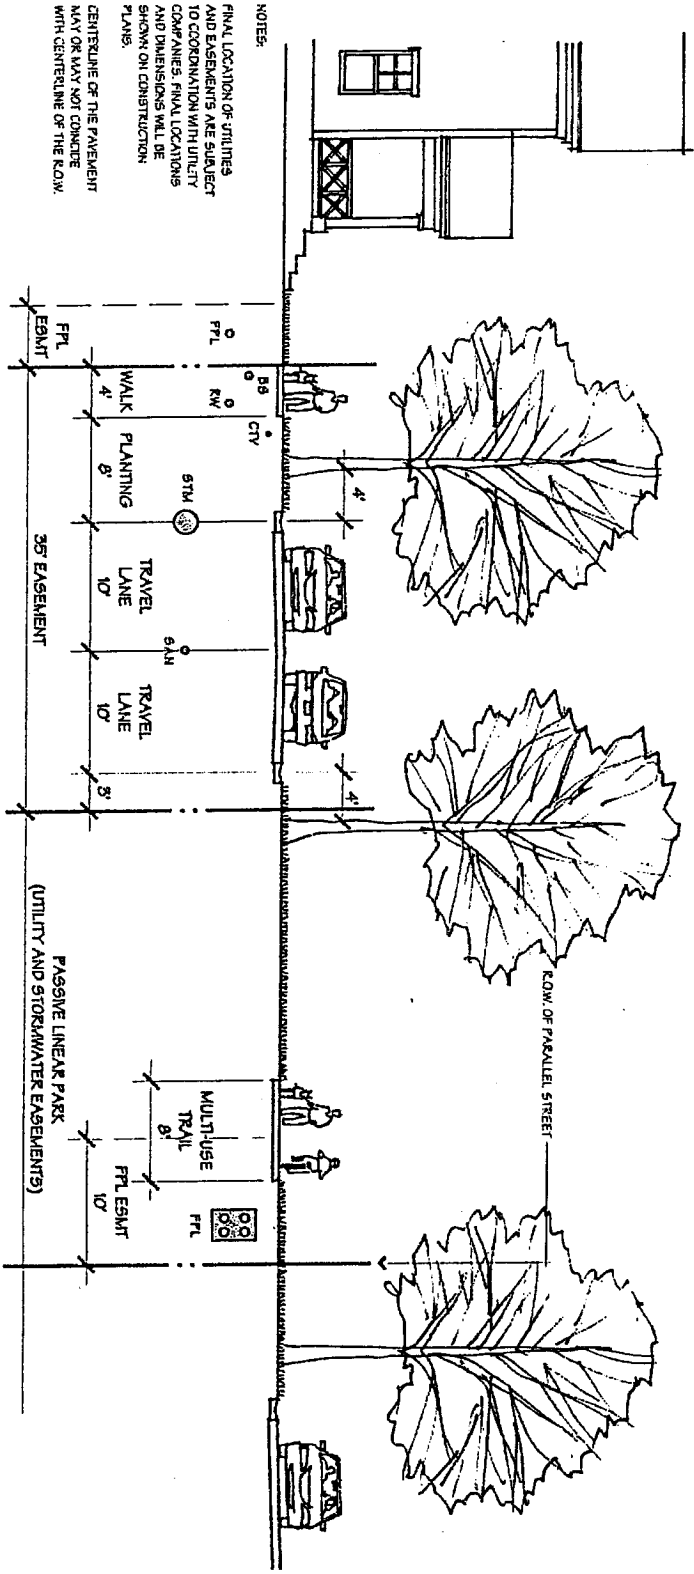 NOTES:
FINAL LOCATION OF UTILITIES
AND EASEMENTS ARE SUBJECT
TO COORDINATION WITH UTILITY
COMPANIES. FINAL LOCATIONS
AND DIMENSIONS WILL BE
SHOWN ON CONSTRUCTION
PLANS.
CENTERLINE OF THE PAVEMENT
MAY OR MAY NOT COINCIDE
WITH CENTERLINE OF THE R.O.W.
R.O.W. OF PARALLEL STREET
4'
4'
BS
CTV
FPL
RW
STM
SAN
FPL
FPL
ESMT
WALK
4'
PLANTING
8'
TRAVEL
LANE
10'
TRAVEL
LANE
10'
3'
MULTI-USE
TRAIL
8'
FPL ESMT
10'
35' EASEMENT
PASSIVE LINEAR PARK
(UTILITY AND STORMWATER EASEMENTS)